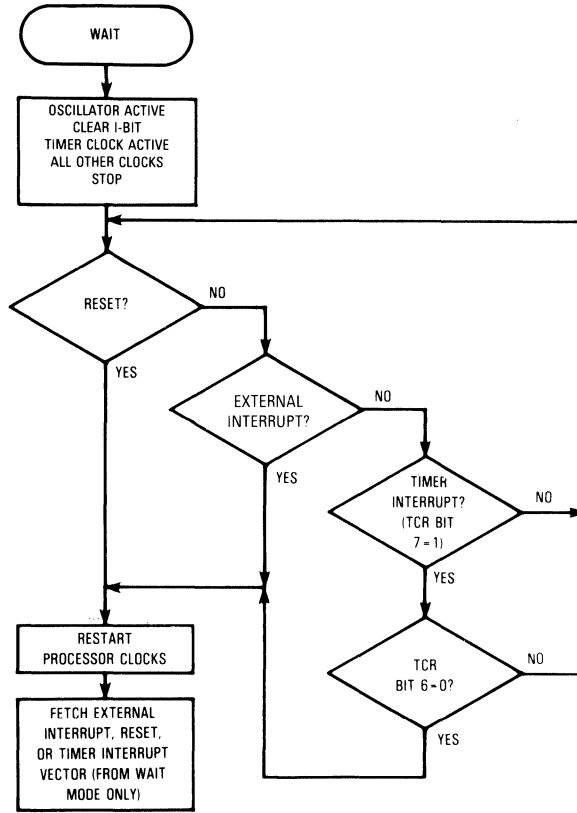 WAIT
OSCILLATOR ACTIVE
CLEAR I-BIT
TIMER CLOCK ACTIVE
ALL OTHER CLOCKS
STOP
RESET?
NO
YES
EXTERNAL
INTERRUPT?
NO
YES
TIMER
INTERRUPT?
(TCR BIT
7=1)
NO
YES
TCR
BIT 6=0?
NO
YES
RESTART
PROCESSOR CLOCKS
FETCH EXTERNAL
INTERRUPT, RESET,
OR TIMER INTERRUPT
VECTOR (FROM WAIT
MODE ONLY)